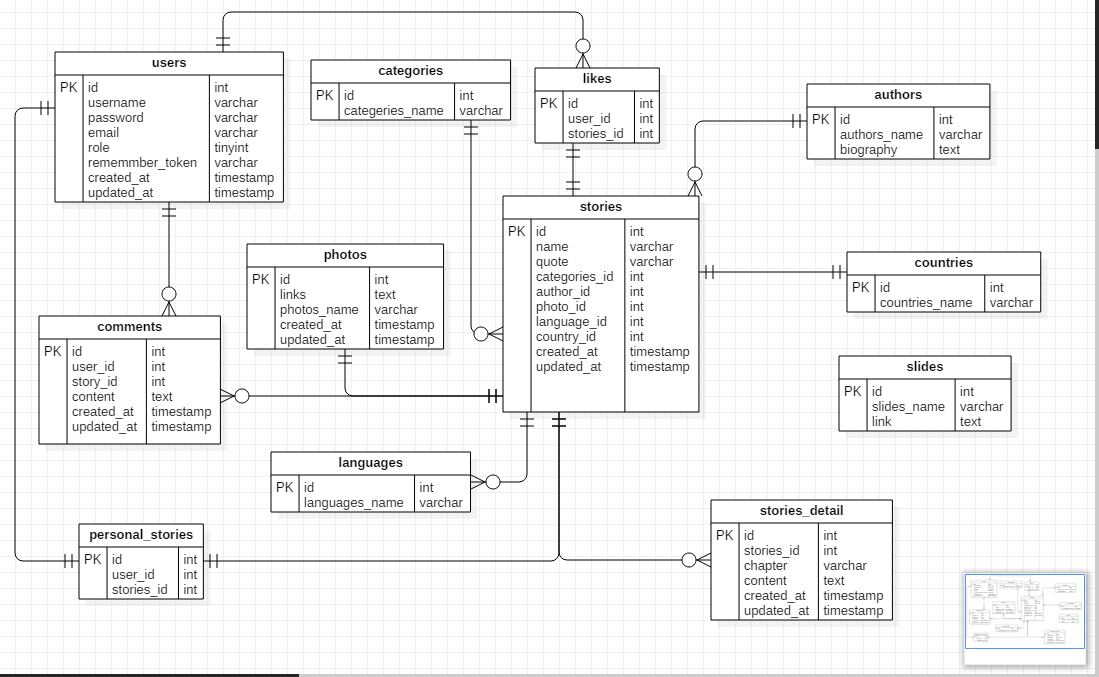 users
PK id int
username varchar
password varchar
email varchar
role tinyint
rememmber_token varchar
created_at timestamp
updated_at timestamp
categories
PK id int
categeries_name varchar
likes
PK id int
user_id int
stories_id int
authors
PK id int
authors_name varchar
biography text
stories
PK id int
name varchar
quote varchar
categories_id int
author_id int
photo_id int
language_id int
country_id int
created_at timestamp
updated_at timestamp
photos
PK id int
links text
photos_name varchar
created_at timestamp
updated_at timestamp
countries
PK id int
countries_name varchar
comments
PK id int
user_id int
story_id int
content text
created_at timestamp
updated_at timestamp
slides
PK id int
slides_name varchar
link text
languages
PK id int
languages_name varchar
personal_stories
PK id int
user_id int
stories_id int
stories_detail
PK id int
stories_id int
chapter varchar
content text
created_at timestamp
updated_at timestamp